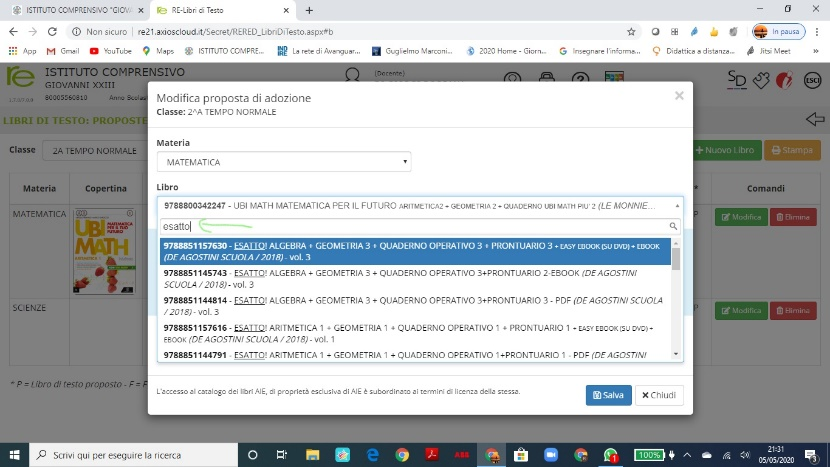 ISTITUTO COMPRENSIVO "GIOV
RE-Libri di Testo
Non sicuro | re21.axioscloud.it/Secret/RERED_LibriDiTesto.aspx#b
In pausa
App
Gmail
YouTube
Maps
ISTITUTO COMPRE...
La rete di Avanguar...
Guglielmo Marconi...
2020 Home - Giorn...
Insegnare l'informa...
Didattica a distanza...
Jitsi Meet
ISTITUTO COMPRENSIVO
GIOVANNI XXIII
80005560810 Anno Scolas
(Docente)
LIBRI DI TESTO: PROPOSTE
Classe 2A TEMPO NORMALE
Nuovo Libro
Stampa
Materia Copertina Comandi
MATEMATICA
UBI MATH
Modifica Elimina
SCIENZE
Modifica Elimina
* P = Libro di testo proposto - F = F
Modifica proposta di adozione
Classe: 2^A TEMPO NORMALE
Materia
MATEMATICA
Libro
9788800342247 - UBI MATH MATEMATICA PER IL FUTURO ARITMETICA2 + GEOMETRIA 2 + QUADERNO UBI MATH PIU' 2 (LE MONNIE...
esatto
9788851157630 - ESATTO! ALGEBRA + GEOMETRIA 3 + QUADERNO OPERATIVO 3 + PRONTUARIO 3 + EASY EBOOK (SU DVD) + EBOOK
(DE AGOSTINI SCUOLA / 2018) - vol. 3
9788851145743 - ESATTO! ALGEBRA + GEOMETRIA 3 + QUADERNO OPERATIVO 3+PRONTUARIO 2-EBOOK (DE AGOSTINI
SCUOLA / 2018) - vol. 3
9788851144814 - ESATTO! ALGEBRA + GEOMETRIA 3 + QUADERNO OPERATIVO 3+PRONTUARIO 3 - PDF (DE AGOSTINI SCUOLA
/ 2018) - vol. 3
9788851157616 - ESATTO! ARITMETICA 1 + GEOMETRIA 1 + QUADERNO OPERATIVO 1 + PRONTUARIO 1 + EASY EBOOK (SU DVD) +
EBOOK (DE AGOSTINI SCUOLA / 2018) - vol. 1
9788851144791 - ESATTO! ARITMETICA 1 + GEOMETRIA 1 + QUADERNO OPERATIVO 1+PRONTUARIO 1 - PDF (DE AGOSTINI
L'accesso al catalogo dei libri AIE, di proprietà esclusiva di AIE è subordinato ai termini di licenza della stessa.
Salva
Chiudi
Scrivi qui per eseguire la ricerca
100%
21:31
05/05/2020